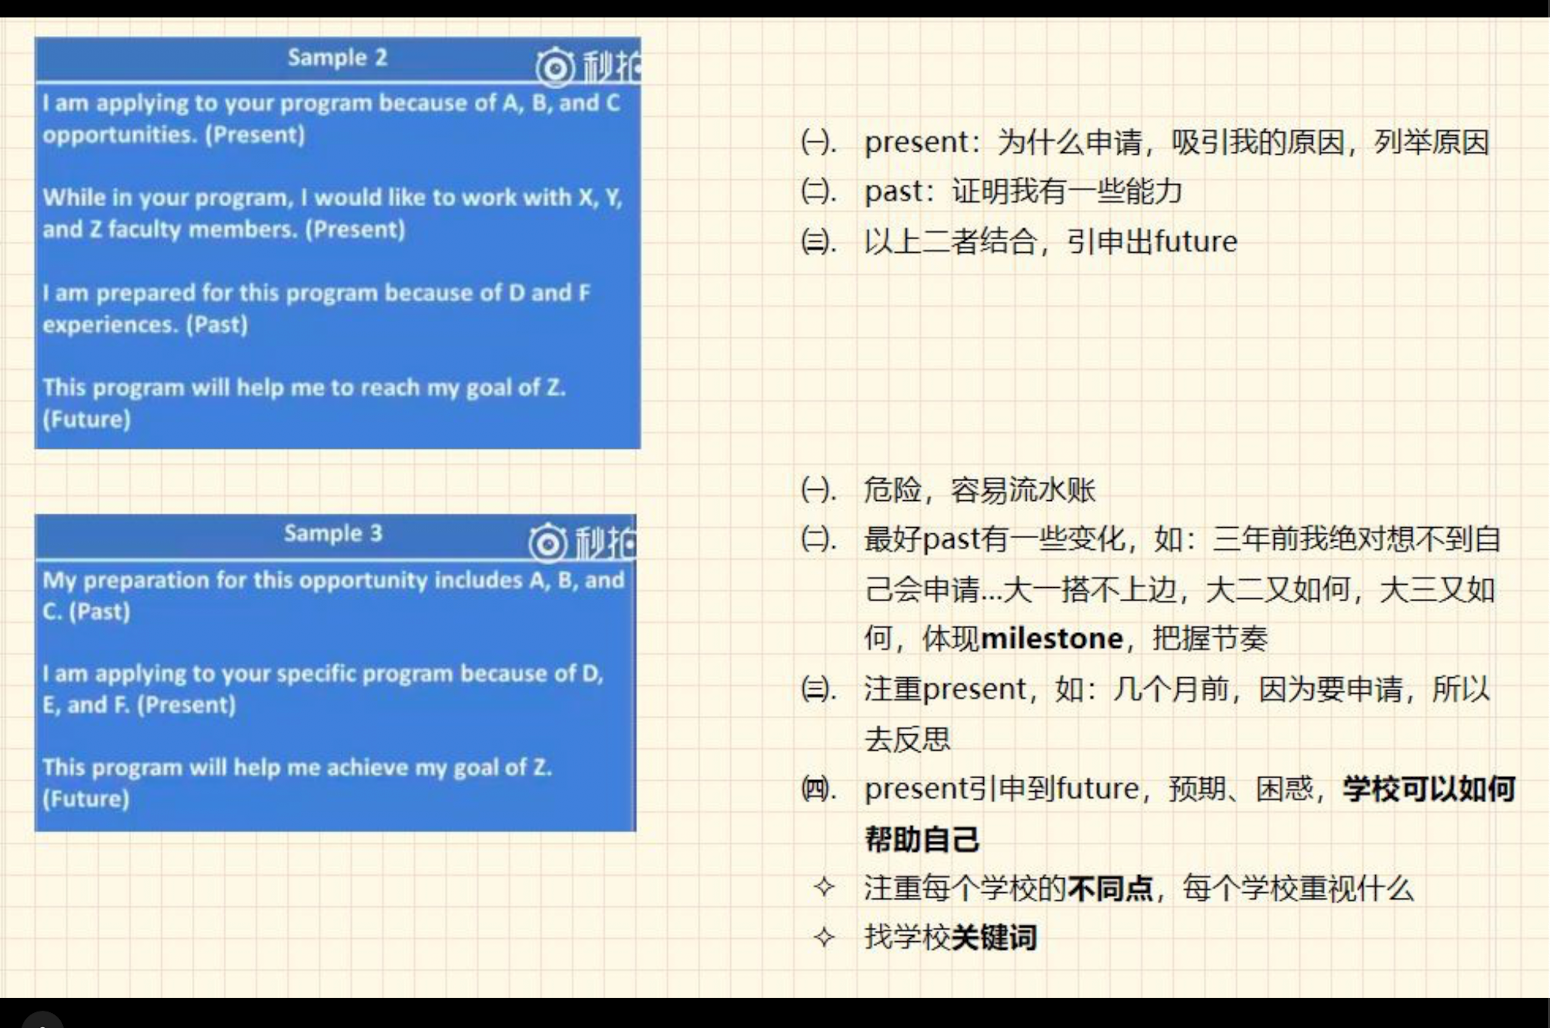 Sample 2
秒拍
I am applying to your program because of A, B, and C
opportunities. (Present)
While in your program, I would like to work with X, Y,
and Z faculty members. (Present)
I am prepared for this program because of D and F
experiences. (Past)
This program will help me to reach my goal of Z.
(Future)
㈠. present：为什么申请，吸引我的原因，列举原因
㈡. past：证明我有一些能力
㈢. 以上二者结合，引申出future
Sample 3
秒拍
My preparation for this opportunity includes A, B, and
C. (Past)
I am applying to your specific program because of D,
E, and F. (Present)
This program will help me achieve my goal of Z.
(Future)
㈠. 危险，容易流水账
㈡. 最好past有一些变化，如：三年前我绝对想不到自
己会申请...大一搭不上边，大二又如何，大三又如
何，体现milestone，把握节奏
㈢. 注重present，如：几个月前，因为要申请，所以
去反思
㈣. present引申到future，预期、困惑，学校可以如何
帮助自己
✧ 注重每个学校的不同点，每个学校重视什么
✧ 找学校关键词